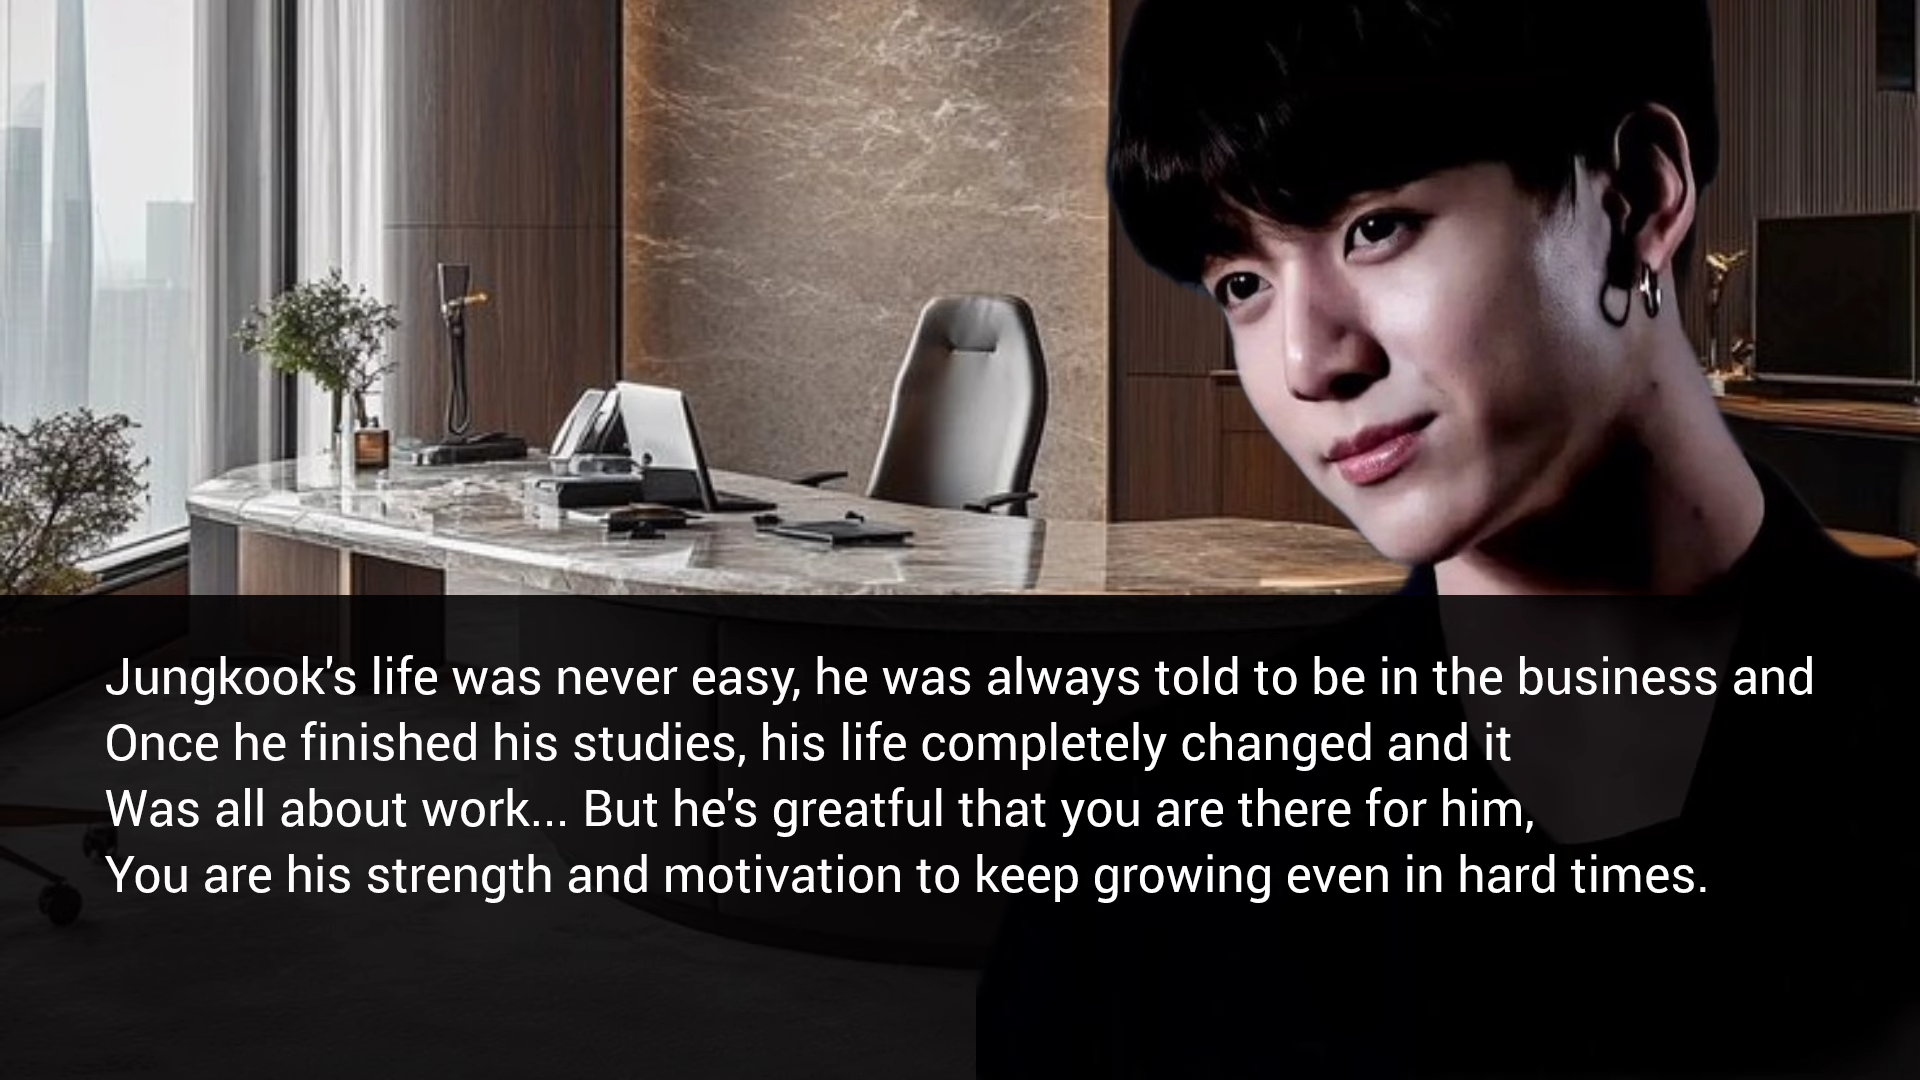 Jungkook's life was never easy, he was always told to be in the business and
Once he finished his studies, his life completely changed and it
Was all about work... But he's greatful that you are there for him,
You are his strength and motivation to keep growing even in hard times.